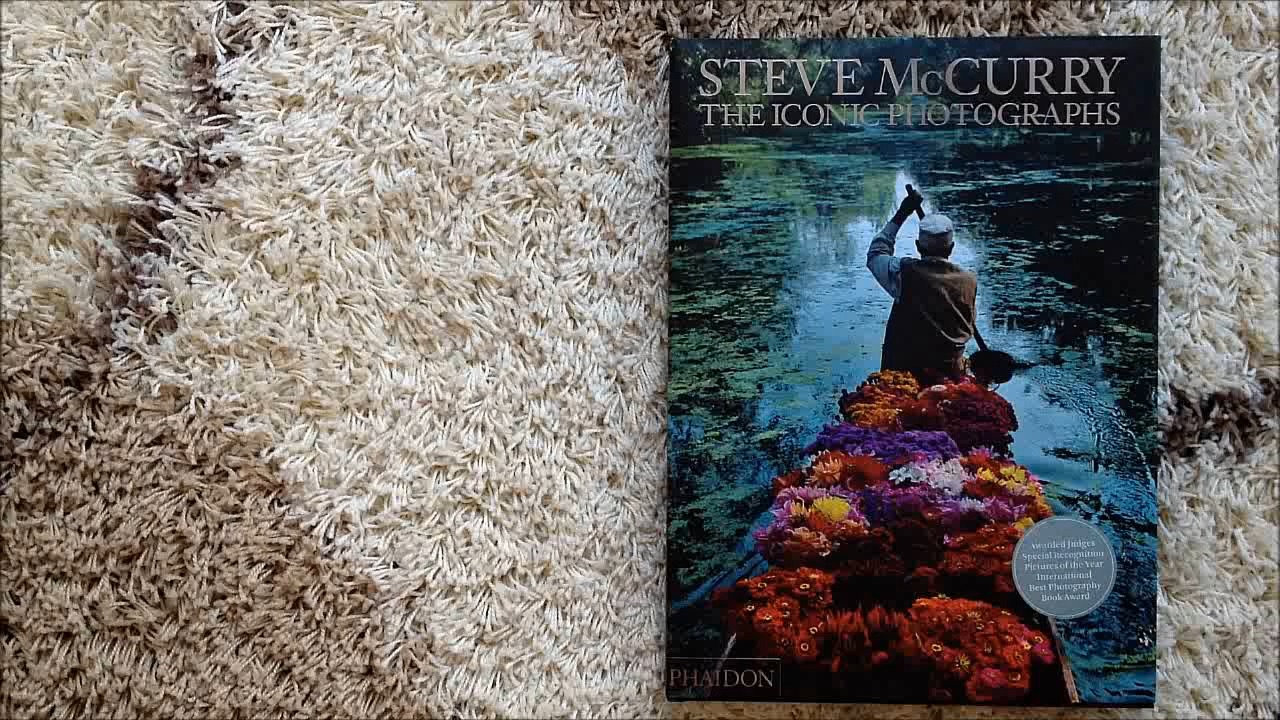 STEVE McCURRY
THE ICONIC PHOTOGRAPHS
Awarded Judges
Special Recognition
Pictures of the Year
International
Best Photography
Book Award
PHAIDON